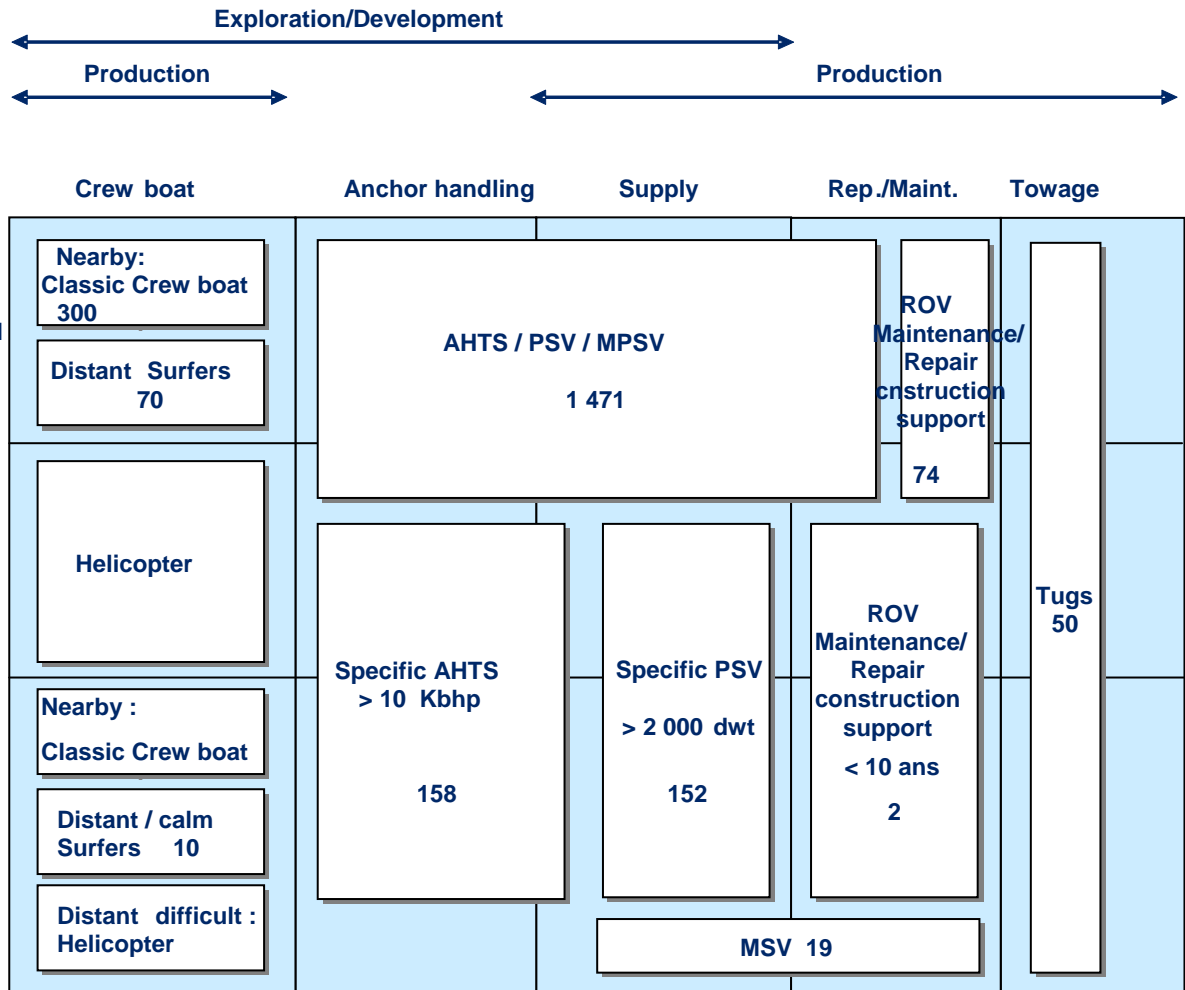 Exploration/Development
Production
Production
Crew boat
Anchor handling
Supply
Rep./Maint.
Towage
Nearby:
Classic Crew boat
300
Distant Surfers
70
AHTS / PSV / MPSV
1 471
ROV
Maintenance/
Repair
cnstruction
support
74
Helicopter
Specific AHTS
> 10 Kbhp
158
Specific PSV
> 2 000 dwt
152
ROV
Maintenance/
Repair
construction
support
< 10 ans
2
Tugs
50
Nearby :
Classic Crew boat
Distant / calm
Surfers 10
Distant difficult :
Helicopter
MSV 19